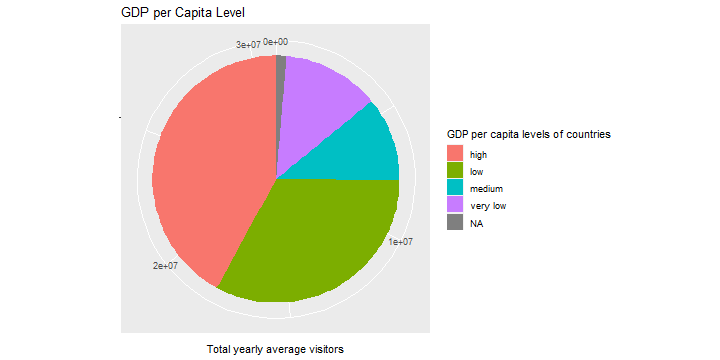 GDP per Capita Level
3e+07
0e+00
1e+07
2e+07
Total yearly average visitors
GDP per capita levels of countries
high
low
medium
very low
NA